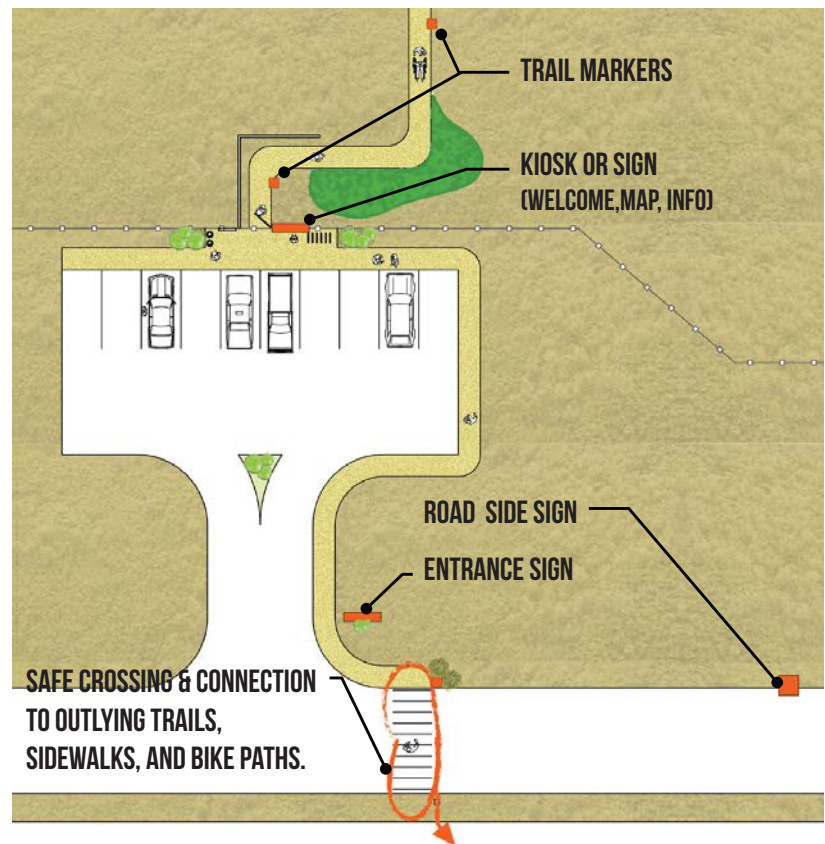 TRAIL MARKERS
KIOSK OR SIGN
(WELCOME,MAP, INFO)
ROAD SIDE SIGN
ENTRANCE SIGN
SAFE CROSSING & CONNECTION
TO OUTLYING TRAILS,
SIDEWALKS, AND BIKE PATHS.